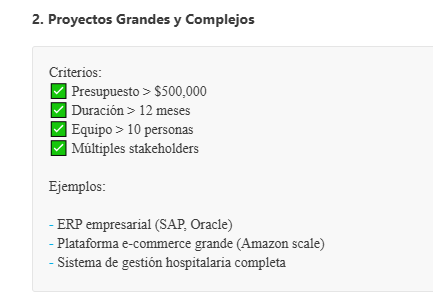 2. Proyectos Grandes y Complejos
Criterios:
✅ Presupuesto > $500,000
✅ Duración > 12 meses
✅ Equipo > 10 personas
✅ Múltiples stakeholders
Ejemplos:
- ERP empresarial (SAP, Oracle)
- Plataforma e-commerce grande (Amazon scale)
- Sistema de gestión hospitalaria completa